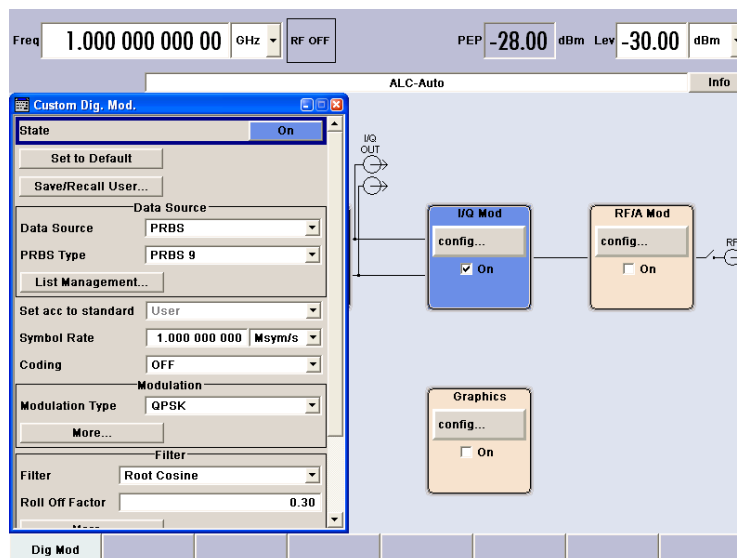 Freq 1.000 000 000 00 GHz RF OFF PEP -28.00 dBm Lev -30.00 dBm
ALC-Auto Info
Custom Dig. Mod.
State On
Set to Default
Save/Recall User...
Data Source
Data Source PRBS
PRBS Type PRBS 9
List Management...
Set acc to standard User
Symbol Rate 1.000 000 000 Msym/s
Coding OFF
Modulation
Modulation Type QPSK
More...
Filter
Filter Root Cosine
Roll Off Factor 0.30
I/Q
OUT
I/Q Mod
config...
On
RF/A Mod
config...
On
RF
Graphics
config...
On
Dig Mod